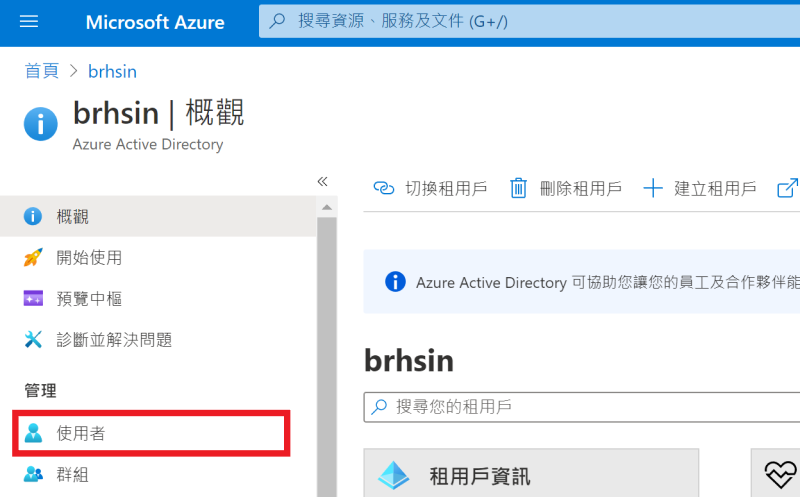 Microsoft Azure
搜尋資源、服務及文件 (G+/)
首頁 > brhsin
brhsin | 概觀
Azure Active Directory
«
切換租用戶 刪除租用戶 建立租用戶
概觀
開始使用
預覽中樞
診斷並解決問題
管理
使用者
群組
Azure Active Directory 可協助您讓您的員工及合作夥伴能
brhsin
搜尋您的租用戶
租用戶資訊